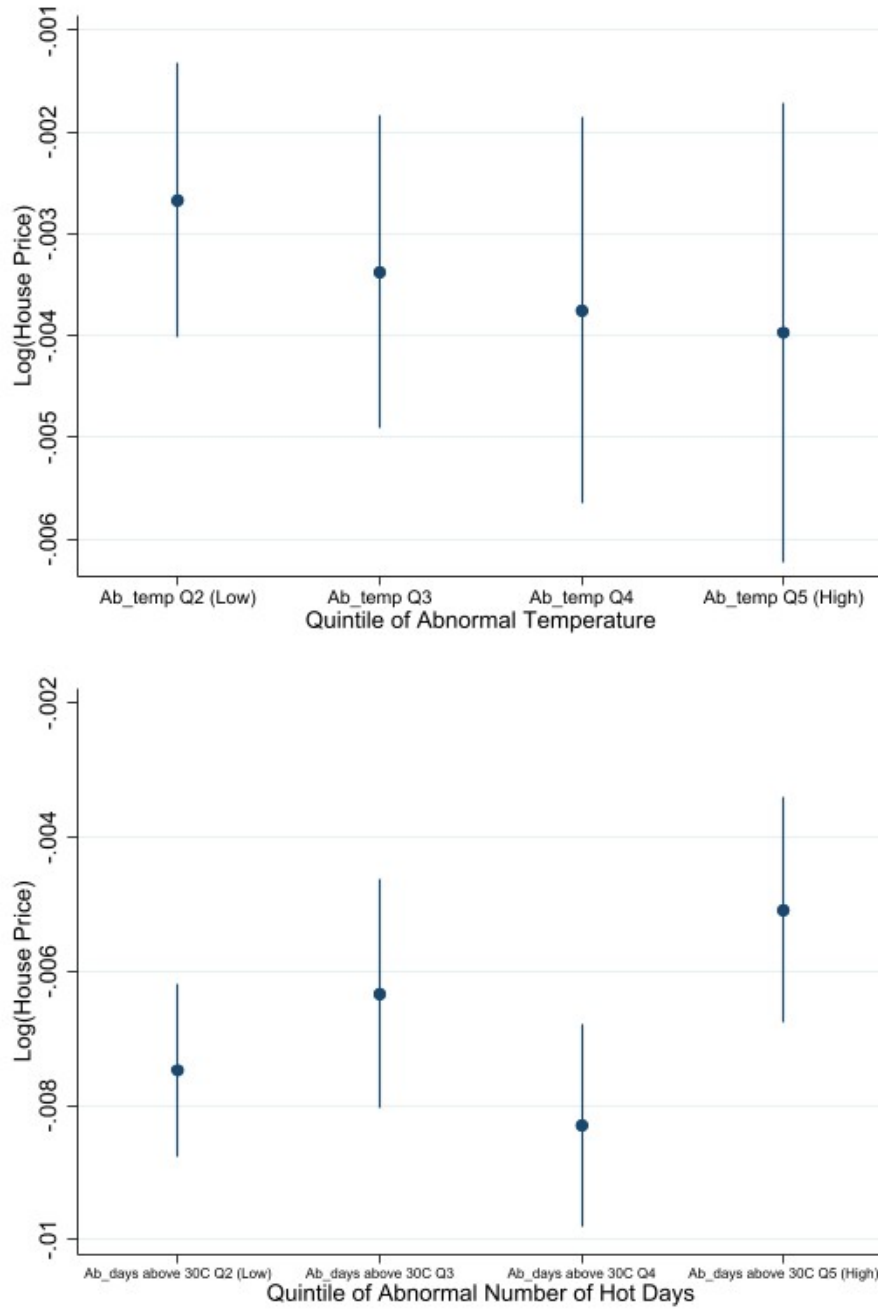 Log(House Price)
-.001
-.002
-.003
-.004
-.005
-.006
Ab_temp Q2 (Low) Ab_temp Q3 Ab_temp Q4 Ab_temp Q5 (High)
Quintile of Abnormal Temperature
Log(House Price)
-.002
-.004
-.006
-.008
-.01
Ab_days above 30C Q2 (Low) Ab_days above 30C Q3 Ab_days above 30C Q4 Ab_days above 30C Q5 (High)
Quintile of Abnormal Number of Hot Days